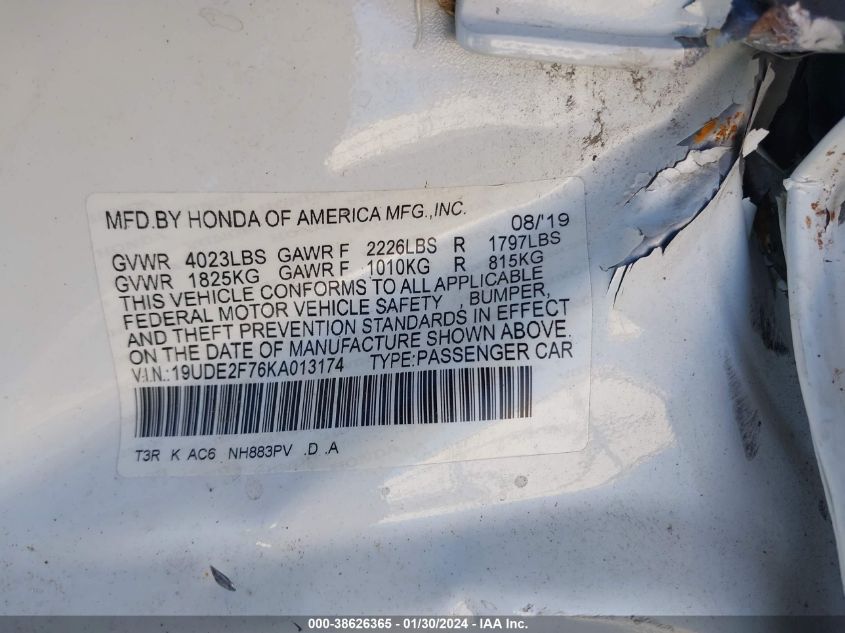 MFD.BY HONDA OF AMERICA MFG.,INC. 08/'19
GVWR 4023LBS GAWR F 2226LBS R 1797LBS
GVWR 1825KG GAWR F 1010KG R 815KG
THIS VEHICLE CONFORMS TO ALL APPLICABLE
FEDERAL MOTOR VEHICLE SAFETY , BUMPER,
AND THEFT PREVENTION STANDARDS IN EFFECT
ON THE DATE OF MANUFACTURE SHOWN ABOVE.
V.I.N.:19UDE2F76KA013174 TYPE:PASSENGER CAR
T3R K AC6 NH883PV .D .A
000-38626365 - 01/30/2024 - IAA Inc.